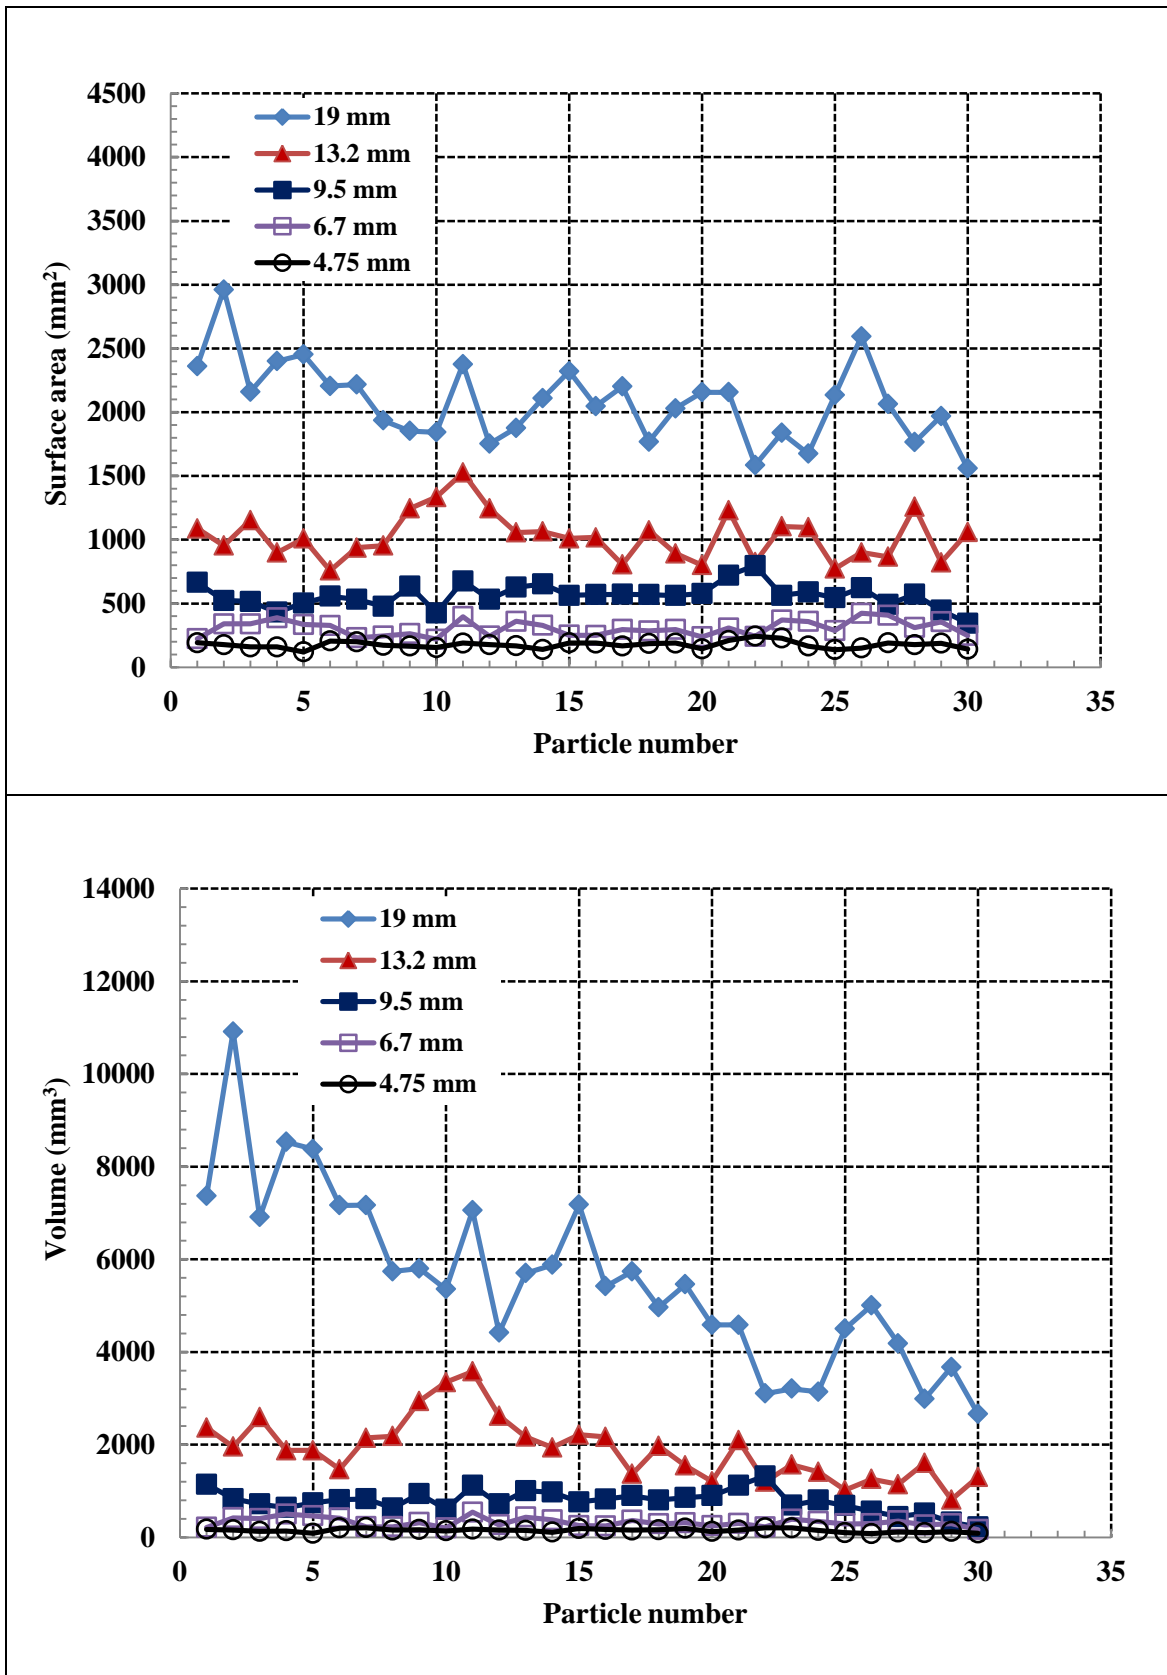 4500
4000
3500
3000
2500
2000
1500
1000
500
0
Surface area (mm²)
19 mm
13.2 mm
9.5 mm
6.7 mm
4.75 mm
0 5 10 15 20 25 30 35
Particle number
14000
12000
10000
8000
6000
4000
2000
0
Volume (mm³)
19 mm
13.2 mm
9.5 mm
6.7 mm
4.75 mm
0 5 10 15 20 25 30 35
Particle number